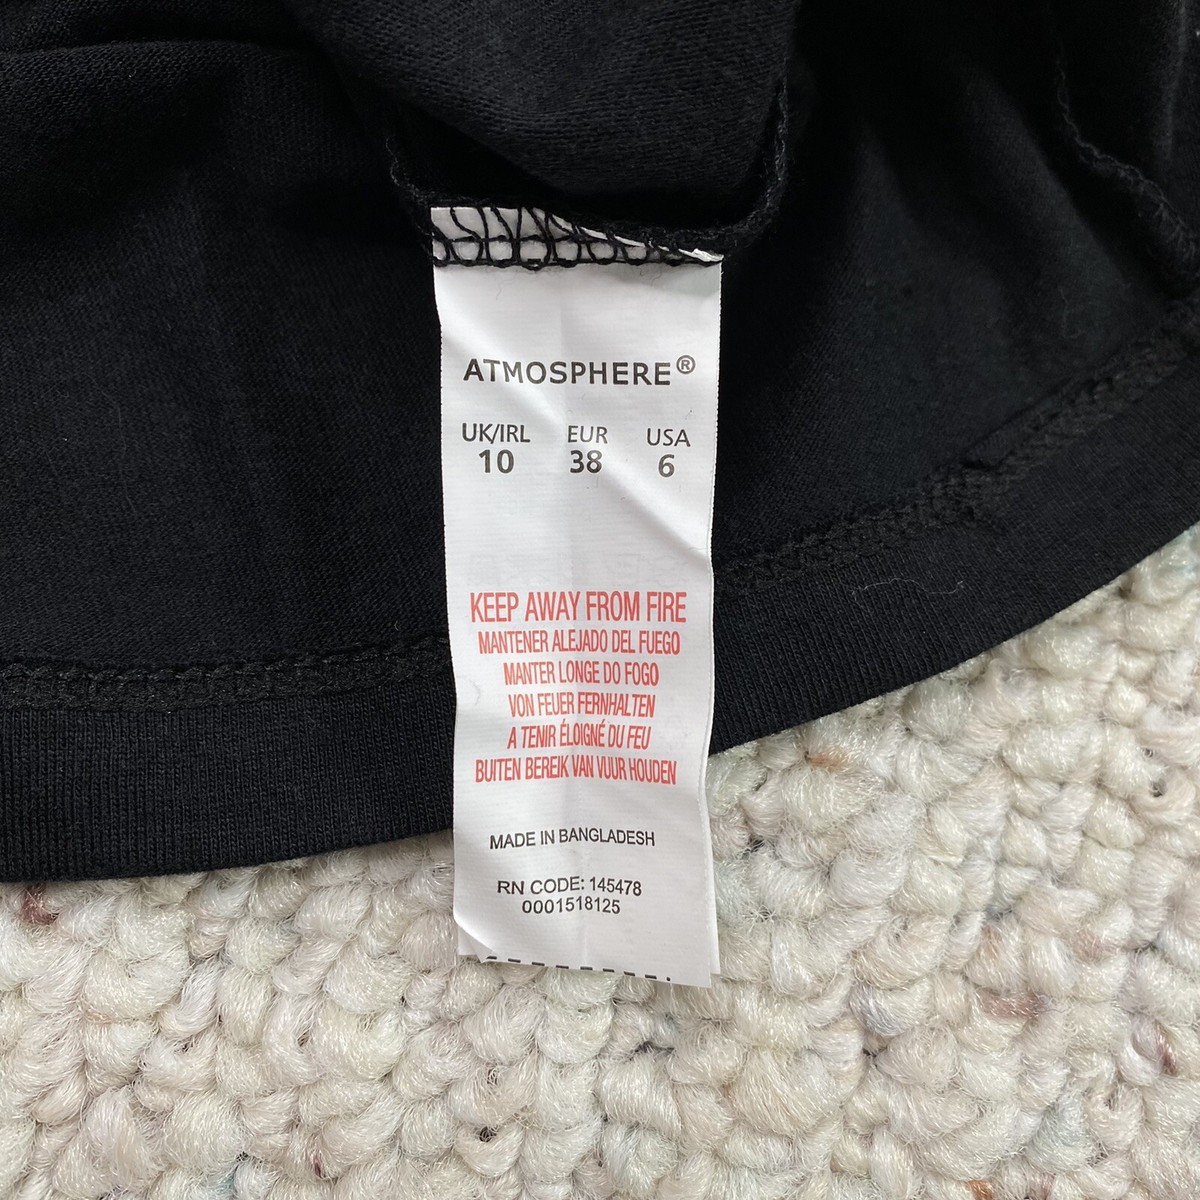 ATMOSPHERE®
UK/IRL EUR USA
10 38 6
KEEP AWAY FROM FIRE
MANTENER ALEJADO DEL FUEGO
MANTER LONGE DO FOGO
VON FEUER FERNHALTEN
A TENIR ÉLOIGNÉ DU FEU
BUITEN BEREIK VAN VUUR HOUDEN
MADE IN BANGLADESH
RN CODE: 145478
0001518125